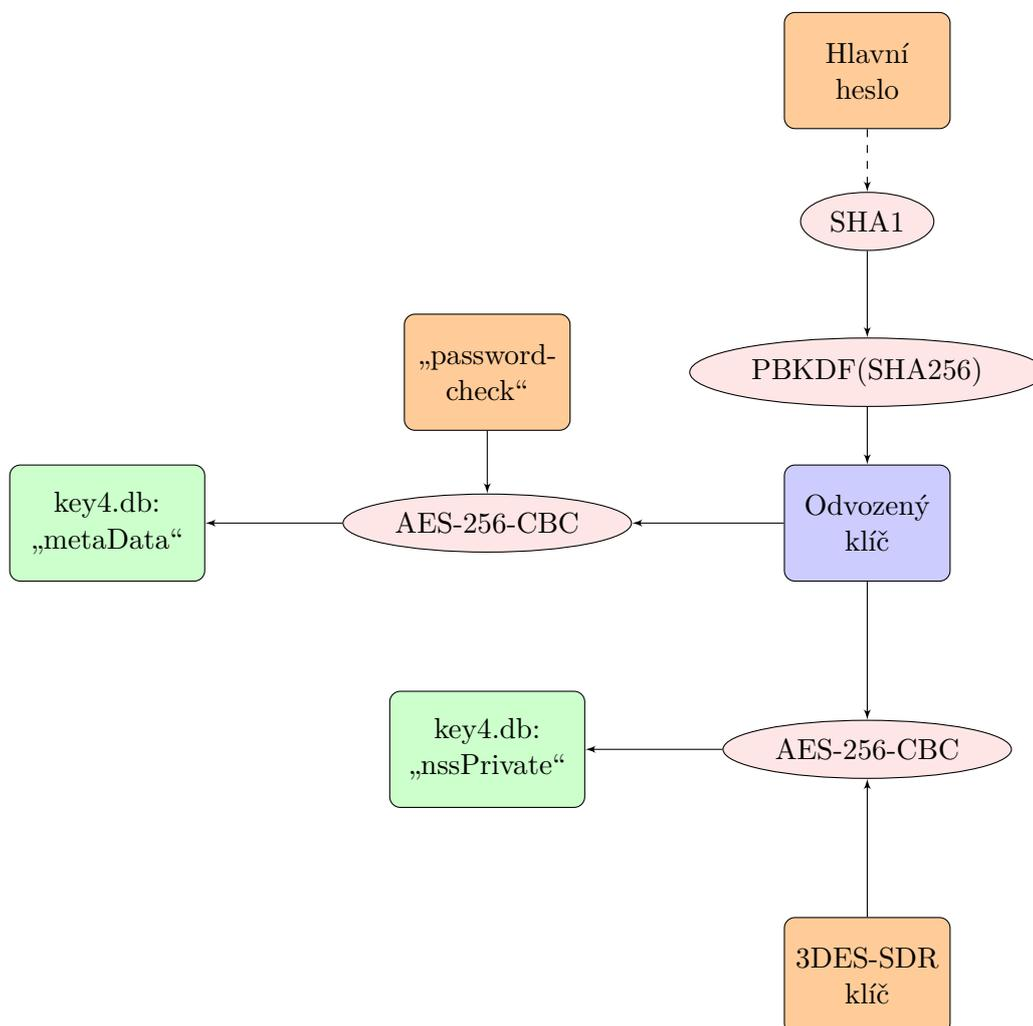 Hlavní
heslo
SHA1
„password-
check“
PBKDF(SHA256)
key4.db:
„metaData“
AES-256-CBC
Odvozený
klíč
key4.db:
„nssPrivate“
AES-256-CBC
3DES-SDR
klíč